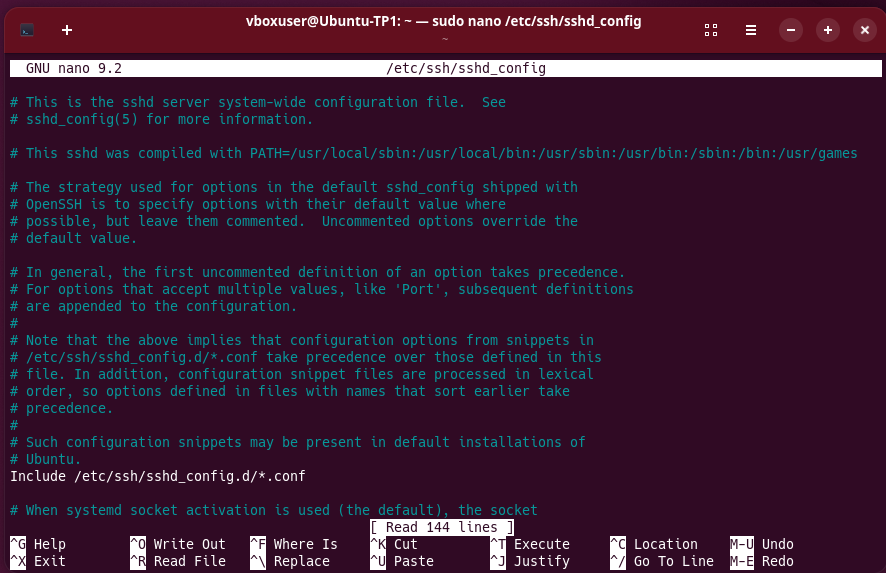 vboxuser@Ubuntu-TP1: ~ — sudo nano /etc/ssh/sshd_config
~
GNU nano 9.2 /etc/ssh/sshd_config
# This is the sshd server system-wide configuration file.  See
# sshd_config(5) for more information.
# This sshd was compiled with PATH=/usr/local/sbin:/usr/local/bin:/usr/sbin:/usr/bin:/sbin:/bin:/usr/games
# The strategy used for options in the default sshd_config shipped with
# OpenSSH is to specify options with their default value where
# possible, but leave them commented.  Uncommented options override the
# default value.
# In general, the first uncommented definition of an option takes precedence.
# For options that accept multiple values, like 'Port', subsequent definitions
# are appended to the configuration.
#
# Note that the above implies that configuration options from snippets in
# /etc/ssh/sshd_config.d/*.conf take precedence over those defined in this
# file. In addition, configuration snippet files are processed in lexical
# order, so options defined in files with names that sort earlier take
# precedence.
#
# Such configuration snippets may be present in default installations of
# Ubuntu.
Include /etc/ssh/sshd_config.d/*.conf
# When systemd socket activation is used (the default), the socket
[ Read 144 lines ]
^G Help ^O Write Out ^F Where Is ^K Cut ^T Execute ^C Location M-U Undo
^X Exit ^R Read File ^\ Replace ^U Paste ^J Justify ^/ Go To Line M-E Redo